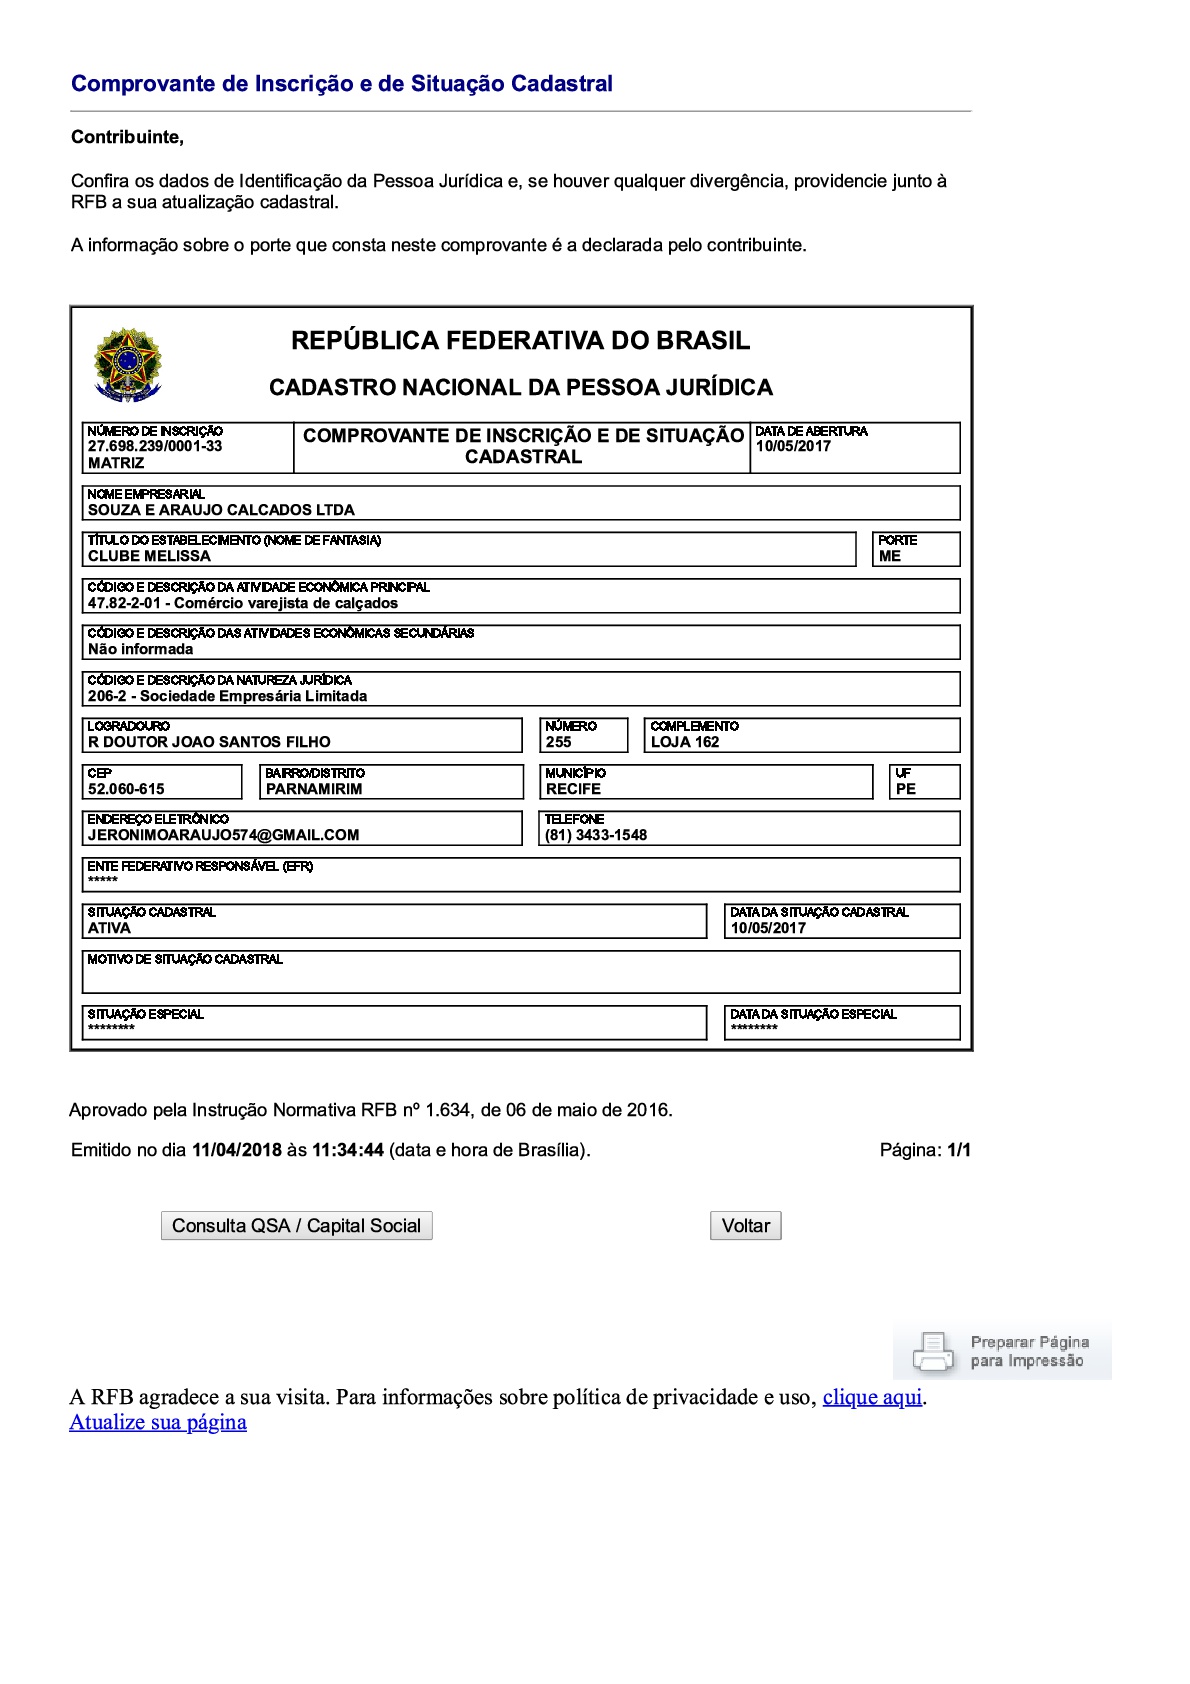 Comprovante de Inscrição e de Situação Cadastral
Contribuinte,
Confira os dados de Identificação da Pessoa Jurídica e, se houver qualquer divergência, providencie junto à
RFB a sua atualização cadastral.
A informação sobre o porte que consta neste comprovante é a declarada pelo contribuinte.
REPÚBLICA FEDERATIVA DO BRASIL
CADASTRO NACIONAL DA PESSOA JURÍDICA
NÚMERO DE INSCRIÇÃO
27.698.239/0001-33
MATRIZ
COMPROVANTE DE INSCRIÇÃO E DE SITUAÇÃO
CADASTRAL
DATA DE ABERTURA
10/05/2017
NOME EMPRESARIAL
SOUZA E ARAUJO CALCADOS LTDA
TÍTULO DO ESTABELECIMENTO (NOME DE FANTASIA)
CLUBE MELISSA
PORTE
ME
CÓDIGO E DESCRIÇÃO DA ATIVIDADE ECONÔMICA PRINCIPAL
47.82-2-01 - Comércio varejista de calçados
CÓDIGO E DESCRIÇÃO DAS ATIVIDADES ECONÔMICAS SECUNDÁRIAS
Não informada
CÓDIGO E DESCRIÇÃO DA NATUREZA JURÍDICA
206-2 - Sociedade Empresária Limitada
LOGRADOURO
R DOUTOR JOAO SANTOS FILHO
NÚMERO
255
COMPLEMENTO
LOJA 162
CEP
52.060-615
BAIRRO/DISTRITO
PARNAMIRIM
MUNICÍPIO
RECIFE
UF
PE
ENDEREÇO ELETRÔNICO
JERONIMOARAUJO574@GMAIL.COM
TELEFONE
(81) 3433-1548
ENTE FEDERATIVO RESPONSÁVEL (EFR)
*****
SITUAÇÃO CADASTRAL
ATIVA
DATA DA SITUAÇÃO CADASTRAL
10/05/2017
MOTIVO DE SITUAÇÃO CADASTRAL
SITUAÇÃO ESPECIAL
********
DATA DA SITUAÇÃO ESPECIAL
********
Aprovado pela Instrução Normativa RFB nº 1.634, de 06 de maio de 2016.
Emitido no dia 11/04/2018 às 11:34:44 (data e hora de Brasília).
Página: 1/1
Consulta QSA / Capital Social
Voltar
Preparar Página
para Impressão
A RFB agradece a sua visita. Para informações sobre política de privacidade e uso, clique aqui.
Atualize sua página